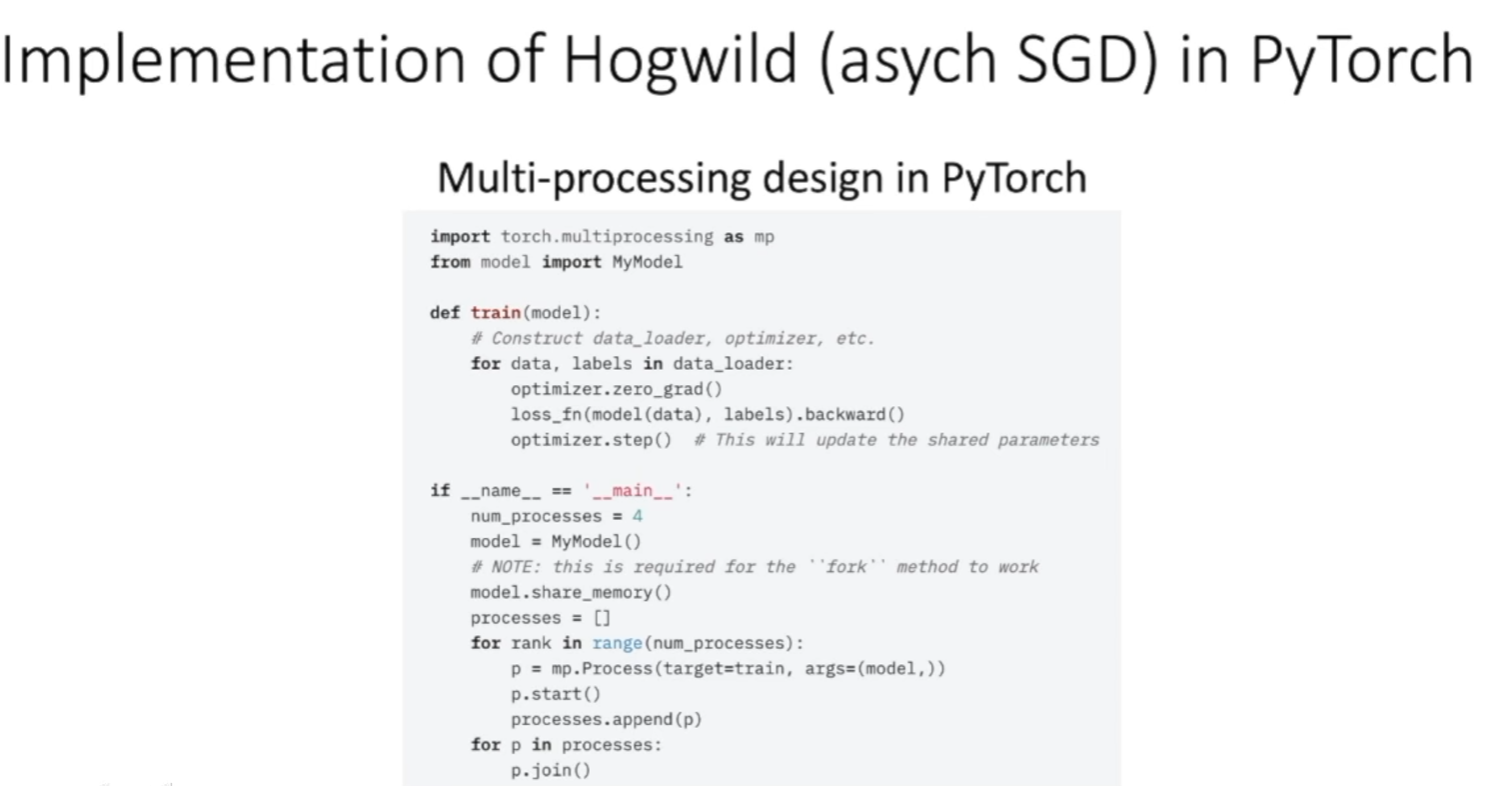 Implementation of Hogwild (asych SGD) in PyTorch
Multi-processing design in PyTorch
import torch.multiprocessing as mp
from model import MyModel
def train(model):
    # Construct data_loader, optimizer, etc.
    for data, labels in data_loader:
        optimizer.zero_grad()
        loss_fn(model(data), labels).backward()
        optimizer.step()  # This will update the shared parameters
if __name__ == '__main__':
    num_processes = 4
    model = MyModel()
    # NOTE: this is required for the ``fork`` method to work
    model.share_memory()
    processes = []
    for rank in range(num_processes):
        p = mp.Process(target=train, args=(model,))
        p.start()
        processes.append(p)
    for p in processes:
        p.join()